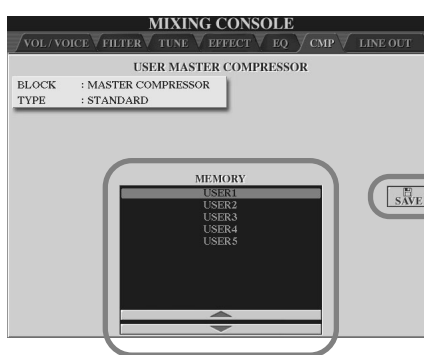 MIXING CONSOLE
VOL / VOICE FILTER TUNE EFFECT EQ CMP LINE OUT
USER MASTER COMPRESSOR
BLOCK : MASTER COMPRESSOR
TYPE : STANDARD
MEMORY
USER1
USER2
USER3
USER4
USER5
SAVE